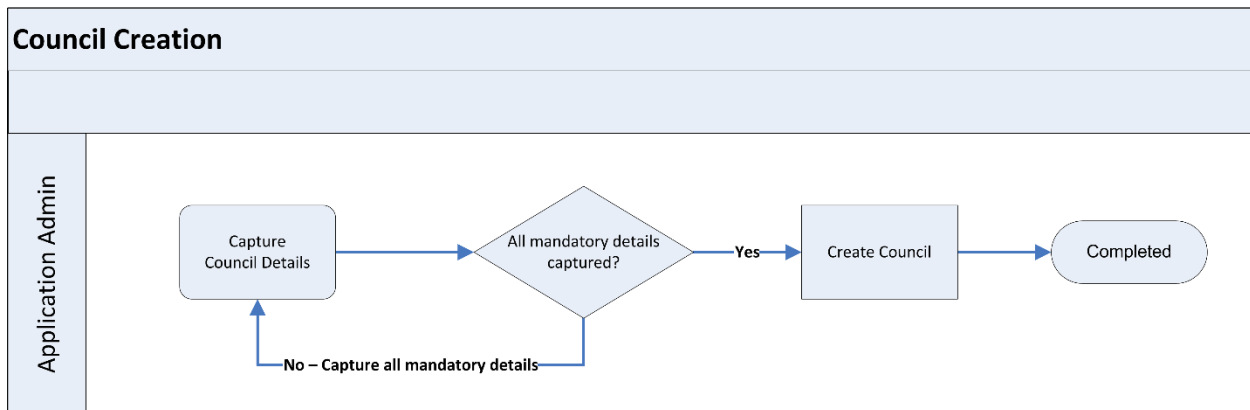 Council Creation
Application Admin
Capture
Council Details
All mandatory details
captured?
Yes
Create Council
Completed
No – Capture all mandatory details